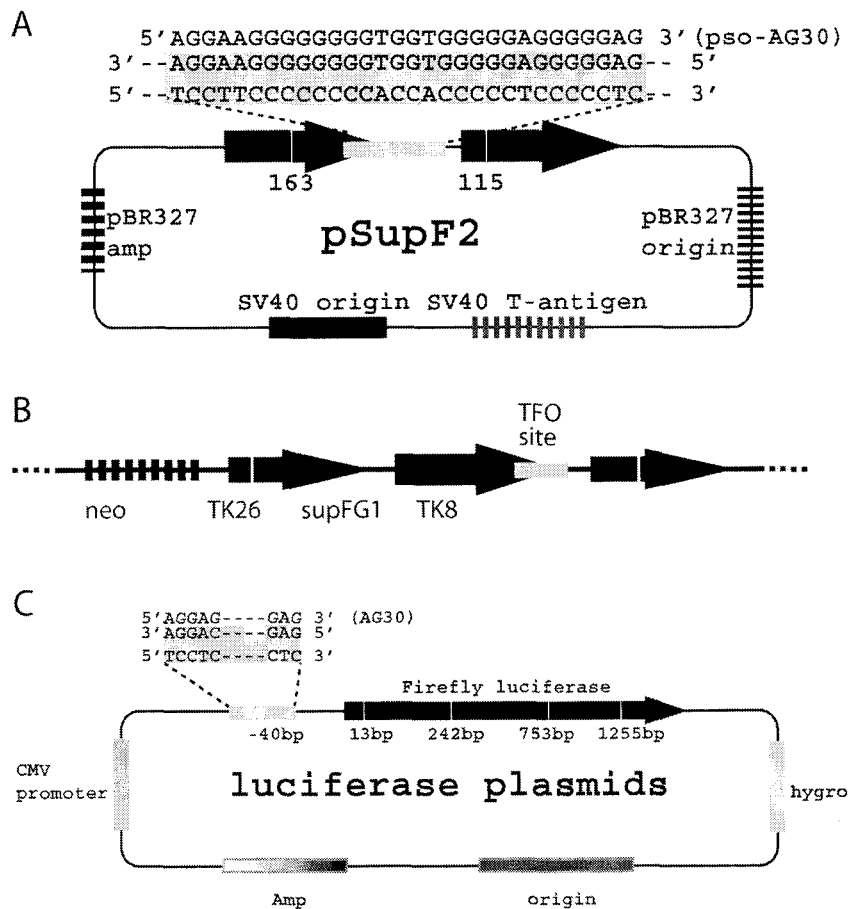 A
5'AGGAAGGGGGGGGTGGTGGGGGAGGGGGAG 3'(pso-AG30)
3'--AGGAAGGGGGGGGTGGTGGGGGAGGGGGAG-- 5'
5'--TCCTTCCCCCCCCACCACCCCCTCCCCCTC-- 3'
163 115
pBR327
amp
pSupF2
pBR327
origin
SV40 origin SV40 T-antigen
B
TFO
site
neo TK26 supFG1 TK8
C
5'AGGAG----GAG 3' (AG30)
3'AGGAC----GAG 5'
5'TCCTC----CTC 3'
Firefly luciferase
-40bp 13bp 242bp 753bp 1255bp
CMV
promoter
luciferase plasmids
hygro
Amp origin